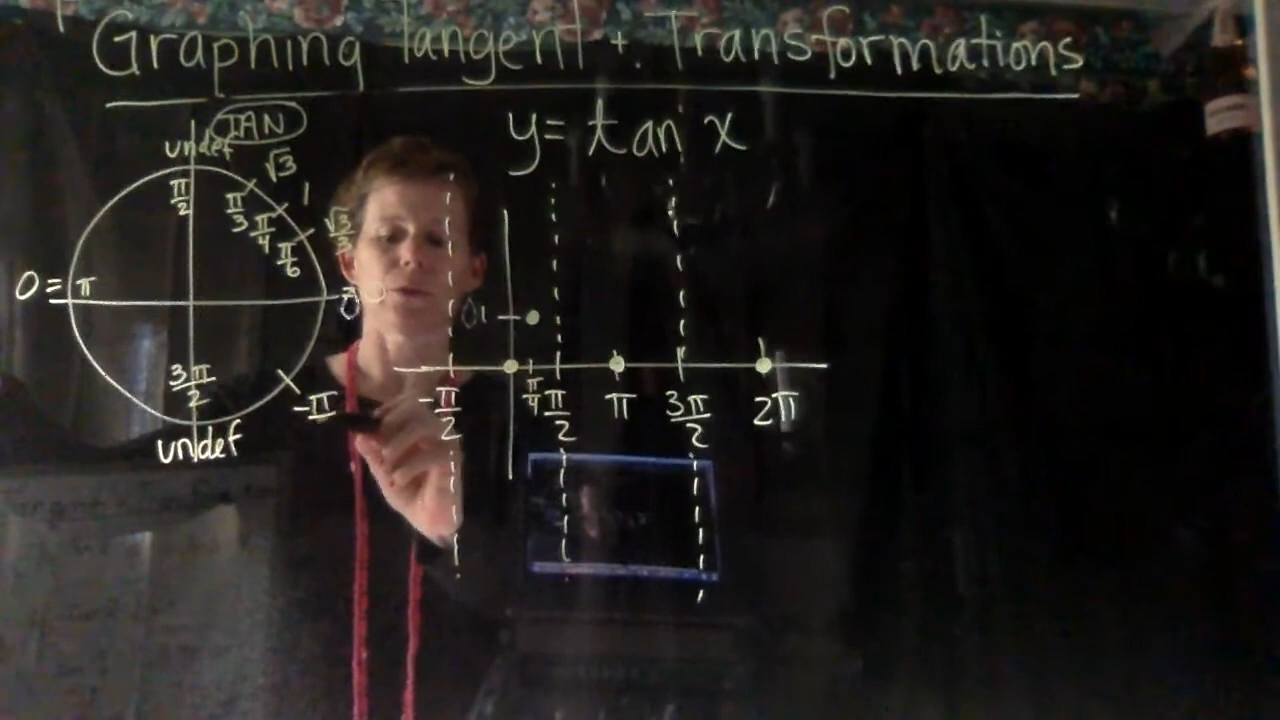 Graphing Tangent + Transformations
TAN
y = tan x
undef
√3
1
√3/3
π/2
π/3
π/4
π/6
0 = π
0
3π/2
-π
undef
1
-π/2
π/4
π/2
π
3π/2
2π